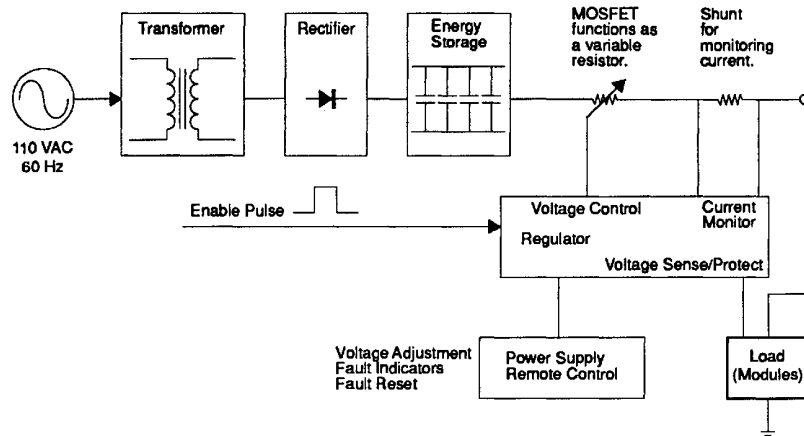 Transformer
Rectifier
Energy
Storage
MOSFET
functions as
a variable
resistor.
Shunt
for
monitoring
current.
110 VAC
60 Hz
Enable Pulse
Voltage Control
Current
Monitor
Regulator
Voltage Sense/Protect
Voltage Adjustment
Fault Indicators
Fault Reset
Power Supply
Remote Control
Load
(Modules)